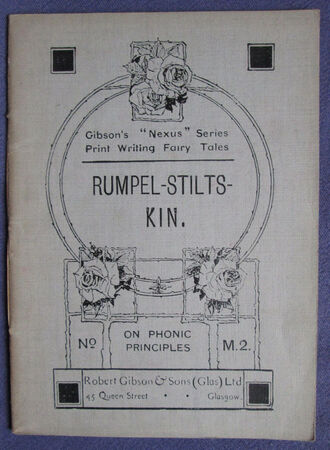 Gibson's "Nexus" Series
Print Writing Fairy Tales
RUMPEL-STILTS-
KIN.
ON PHONIC
Nº PRINCIPLES M.2.
Robert Gibson & Sons (Glas) Ltd
45 Queen Street · · Glasgow.